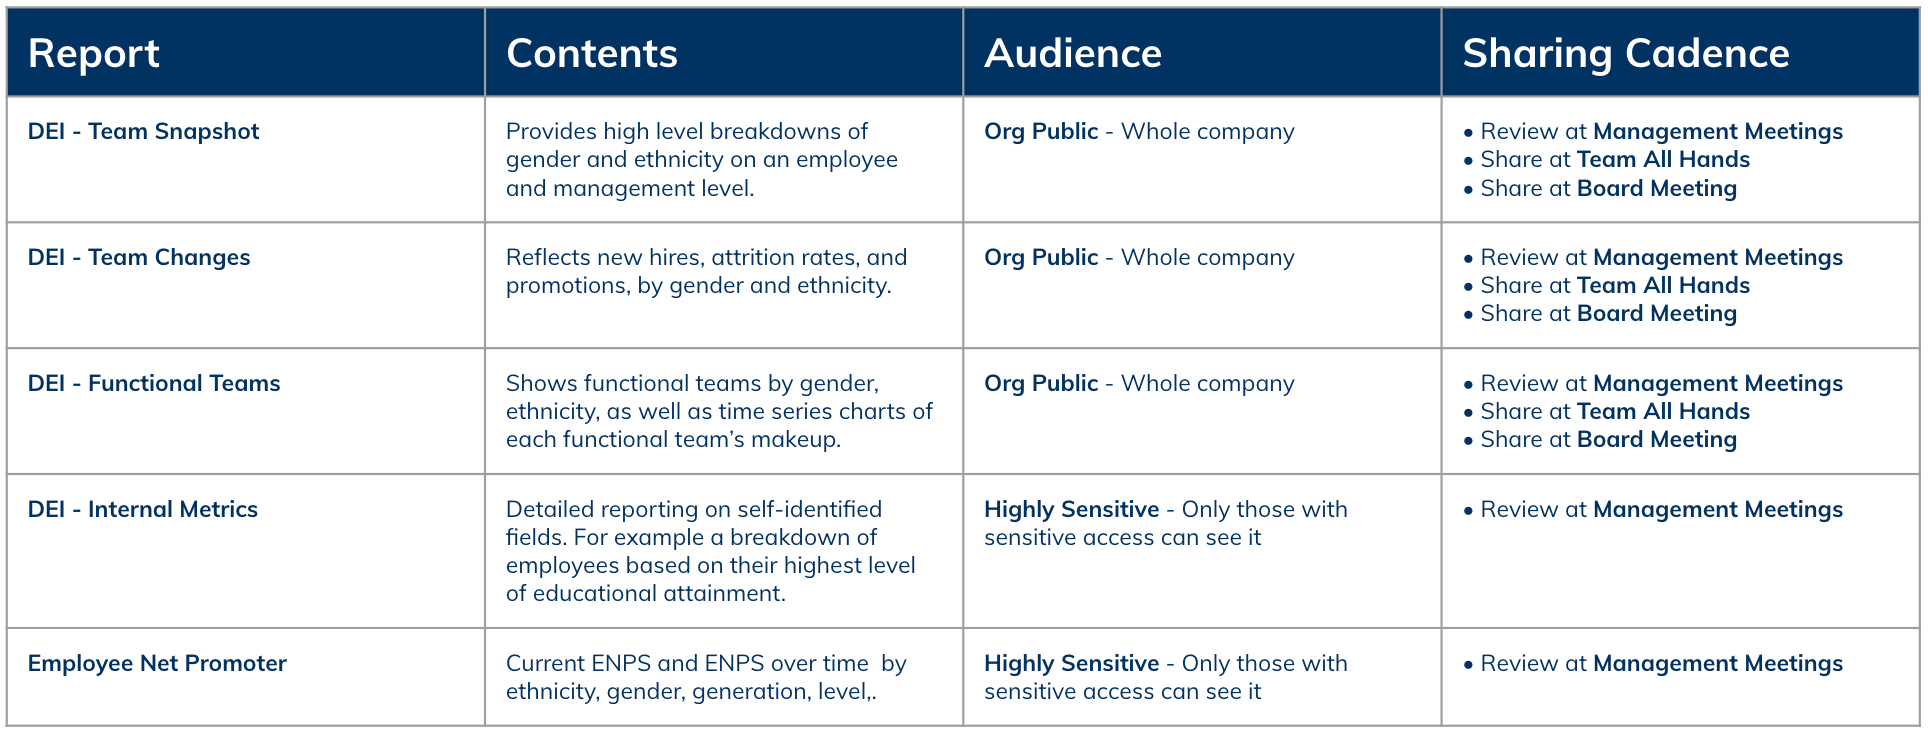 Report
Contents
Audience
Sharing Cadence
DEI - Team Snapshot
Provides high level breakdowns of
gender and ethnicity on an employee
and management level.
Org Public - Whole company
• Review at Management Meetings
• Share at Team All Hands
• Share at Board Meeting
DEI - Team Changes
Reflects new hires, attrition rates, and
promotions, by gender and ethnicity.
Org Public - Whole company
• Review at Management Meetings
• Share at Team All Hands
• Share at Board Meeting
DEI - Functional Teams
Shows functional teams by gender,
ethnicity, as well as time series charts of
each functional team’s makeup.
Org Public - Whole company
• Review at Management Meetings
• Share at Team All Hands
• Share at Board Meeting
DEI - Internal Metrics
Detailed reporting on self-identified
fields. For example a breakdown of
employees based on their highest level
of educational attainment.
Highly Sensitive - Only those with
sensitive access can see it
• Review at Management Meetings
Employee Net Promoter
Current ENPS and ENPS over time  by
ethnicity, gender, generation, level,.
Highly Sensitive - Only those with
sensitive access can see it
• Review at Management Meetings